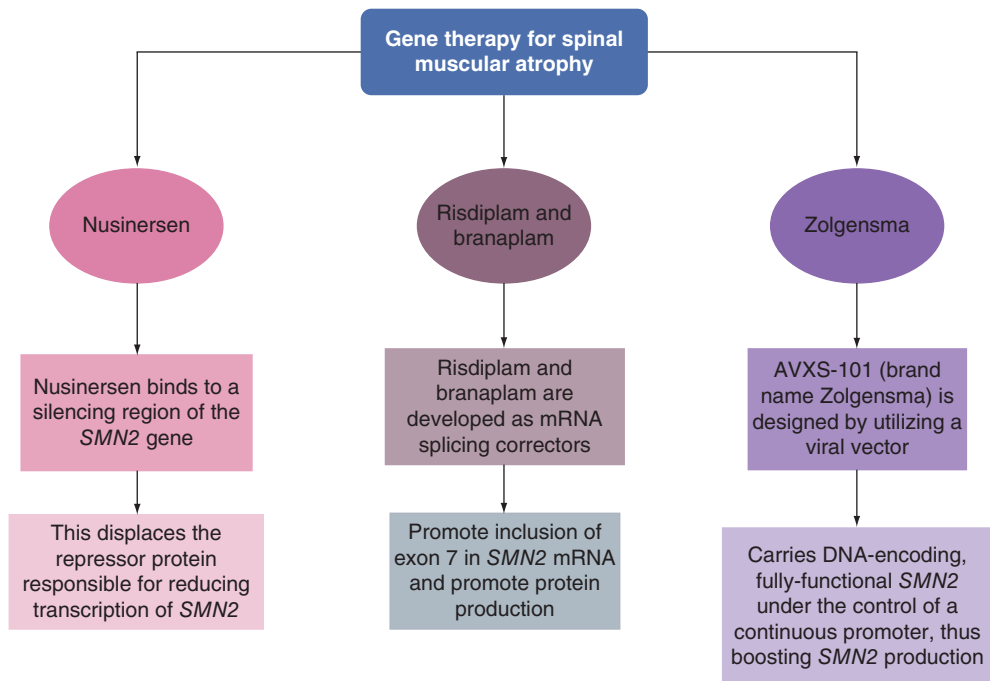 Gene therapy for spinal
muscular atrophy
Nusinersen
Nusinersen binds to a
silencing region of the
SMN2 gene
This displaces the
repressor protein
responsible for reducing
transcription of SMN2
Risdiplam and
branaplam
Risdiplam and
branaplam are
developed as mRNA
splicing correctors
Promote inclusion of
exon 7 in SMN2 mRNA
and promote protein
production
Zolgensma
AVXS-101 (brand
name Zolgensma) is
designed by utilizing a
viral vector
Carries DNA-encoding,
fully-functional SMN2
under the control of a
continuous promoter, thus
boosting SMN2 production